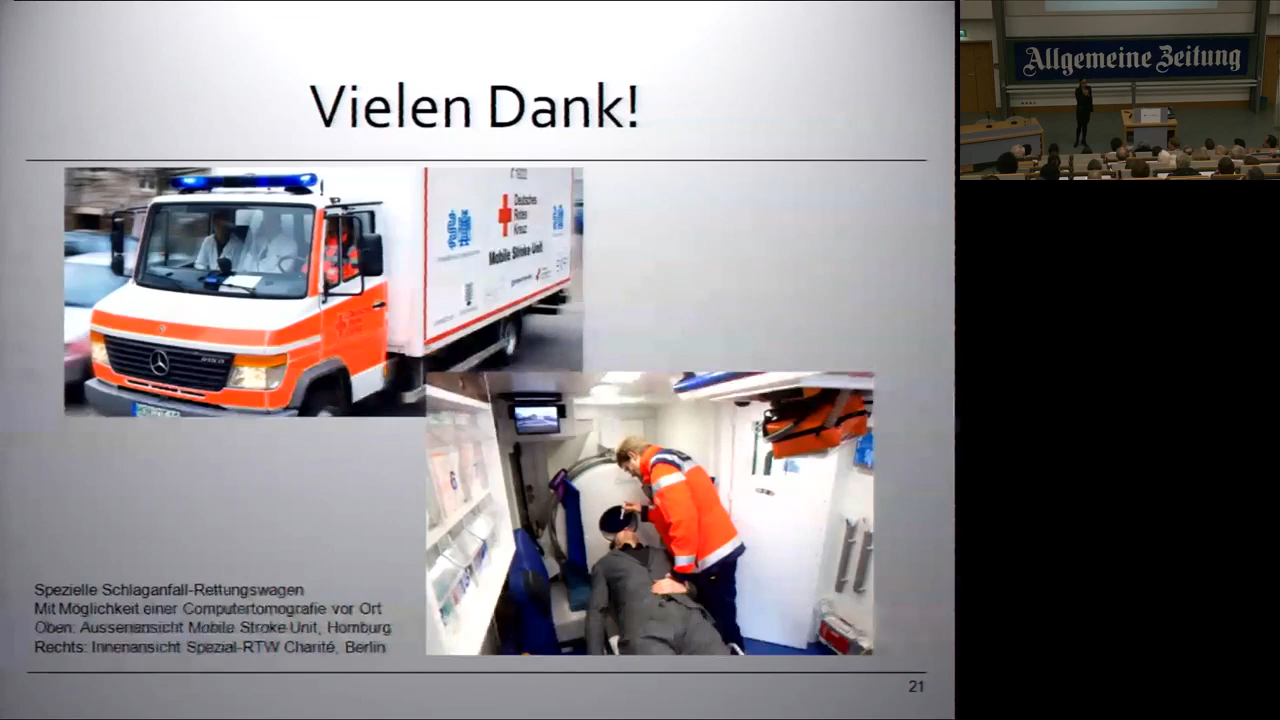 Vielen Dank!
Allgemeine Zeitung
Deutsches
Rotes
Kreuz
Mobile Stroke Unit
Spezielle Schlaganfall-Rettungswagen
Mit Möglichkeit einer Computertomografie vor Ort
Oben: Aussenansicht Mobile Stroke Unit, Homburg
Rechts: Innenansicht Spezial-RTW Charité, Berlin
21